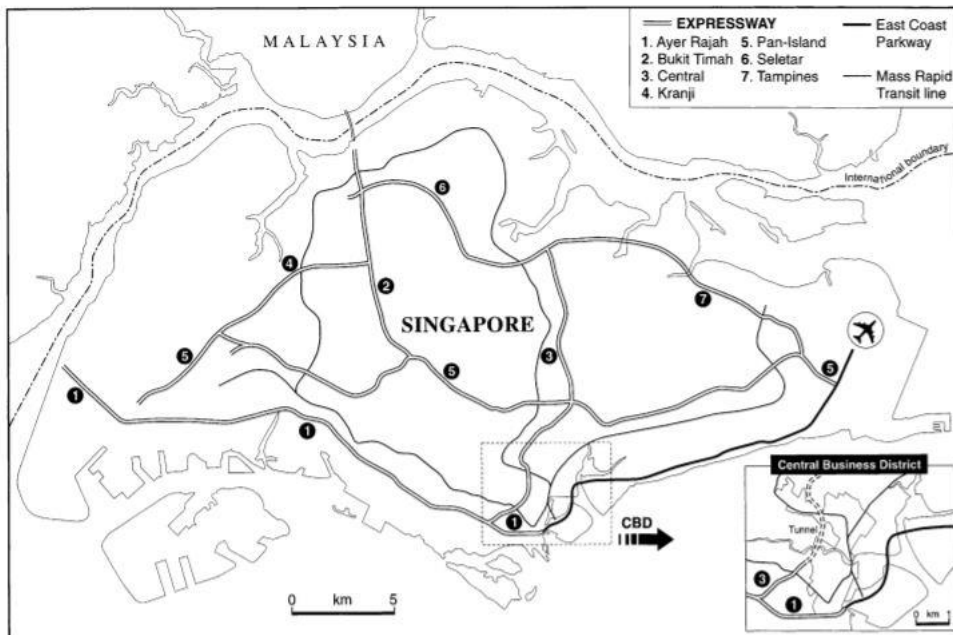 MALAYSIA
EXPRESSWAY
1. Ayer Rajah 5. Pan-Island
2. Bukit Timah 6. Seletar
3. Central 7. Tampines
4. Kranji
East Coast
Parkway
Mass Rapid
Transit line
International boundary
6
4
2
7
SINGAPORE
5
3
5
5
1
1
Central Business District
1
CBD
Tunnel
0 km 5
3
1
0 km 1